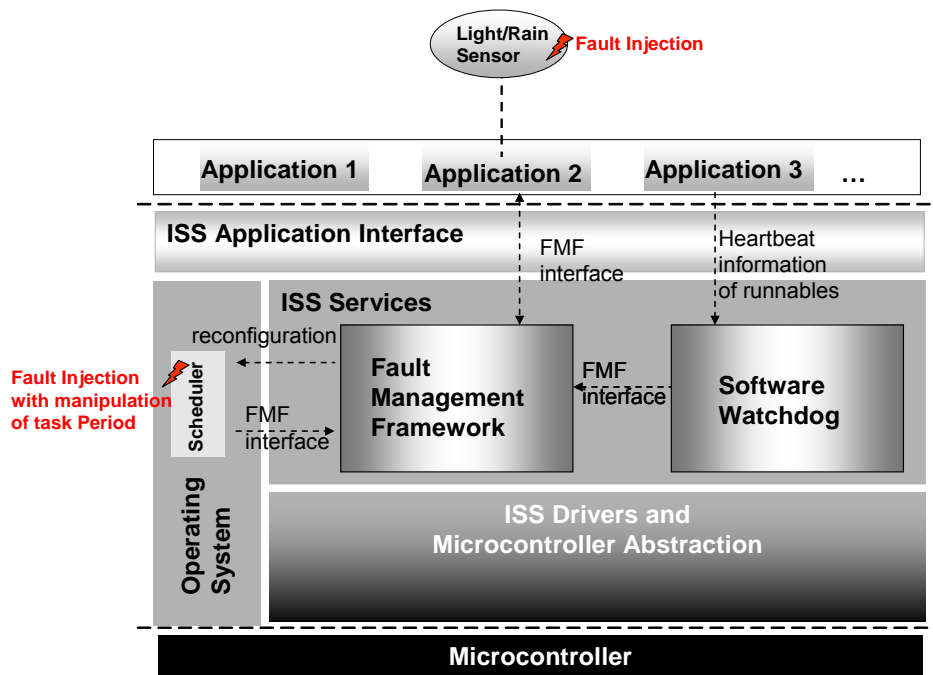 Light/Rain
Sensor
Fault Injection
Application 1
Application 2
Application 3
...
ISS Application Interface
FMF
interface
Heartbeat
information
of runnables
ISS Services
reconfiguration
Fault Injection
with manipulation
of task Period
Scheduler
FMF
interface
Fault
Management
Framework
FMF
interface
Software
Watchdog
Operating
System
ISS Drivers and
Microcontroller Abstraction
Microcontroller